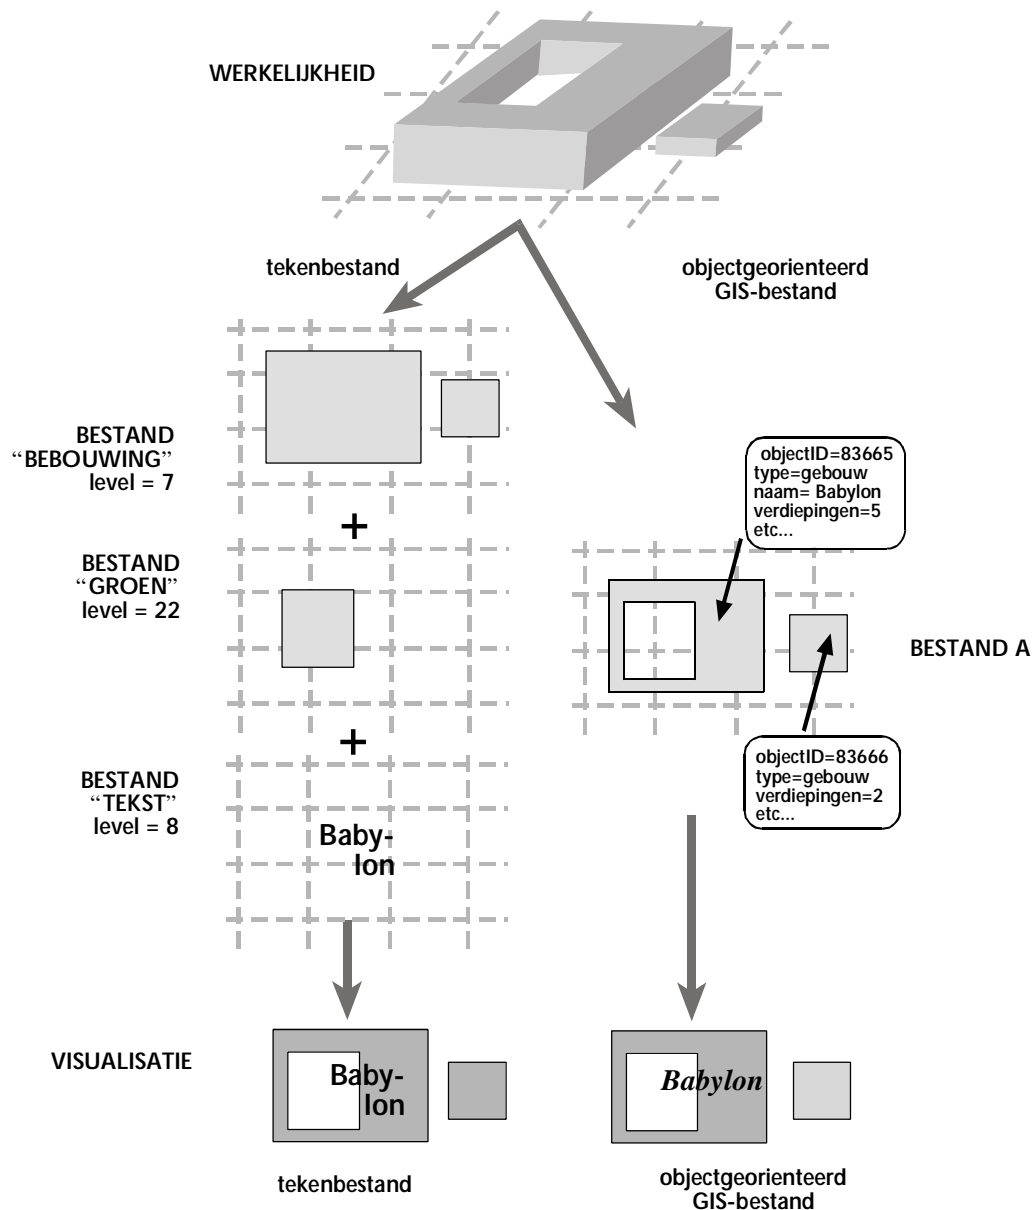 WERKELIJKHEID
tekenbestand
objectgeorienteerd
GIS-bestand
BESTAND
“BEBOUWING”
level = 7
+
BESTAND
“GROEN”
level = 22
+
BESTAND
“TEKST”
level = 8
Baby-
lon
objectID=83665
type=gebouw
naam= Babylon
verdiepingen=5
etc...
BESTAND A
objectID=83666
type=gebouw
verdiepingen=2
etc...
VISUALISATIE
Baby-
lon
Babylon
tekenbestand
objectgeorienteerd
GIS-bestand